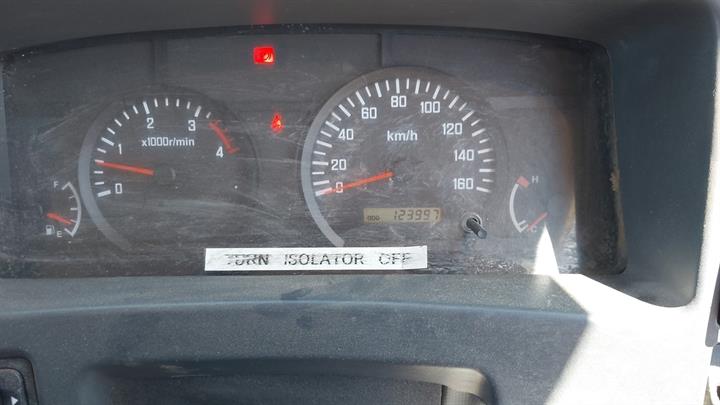 0
1
2
3
4
x1000r/min
F
E
0
20
40
60
80
100
120
140
160
km/h
ODO 123997
H
C
TURN ISOLATOR OFF